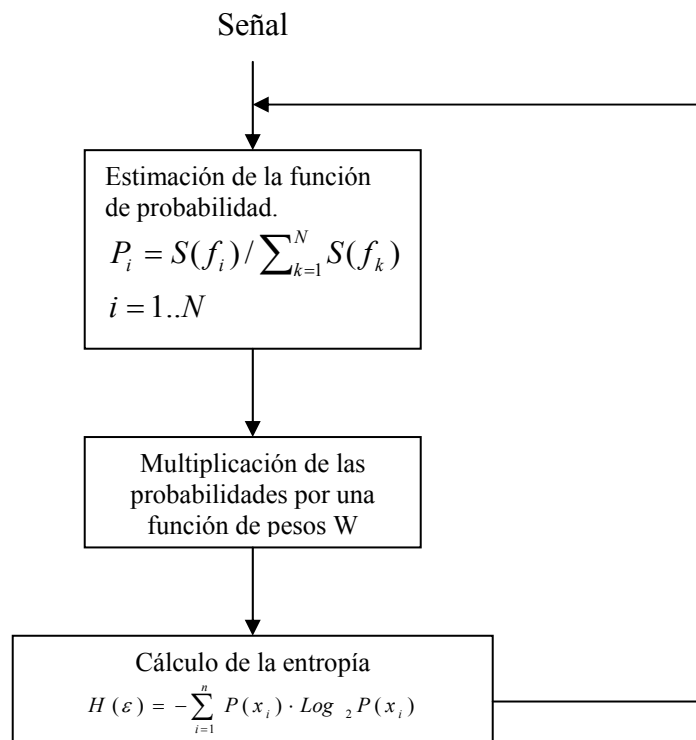 Señal
Estimación de la función
de probabilidad.
P_i = S(f_i) / ∑_{k=1}^{N} S(f_k)
i = 1..N
Multiplicación de las
probabilidades por una
función de pesos W
Cálculo de la entropía
H (ε) = − ∑_{i=1}^{n} P(x_i) · Log_2 P(x_i)